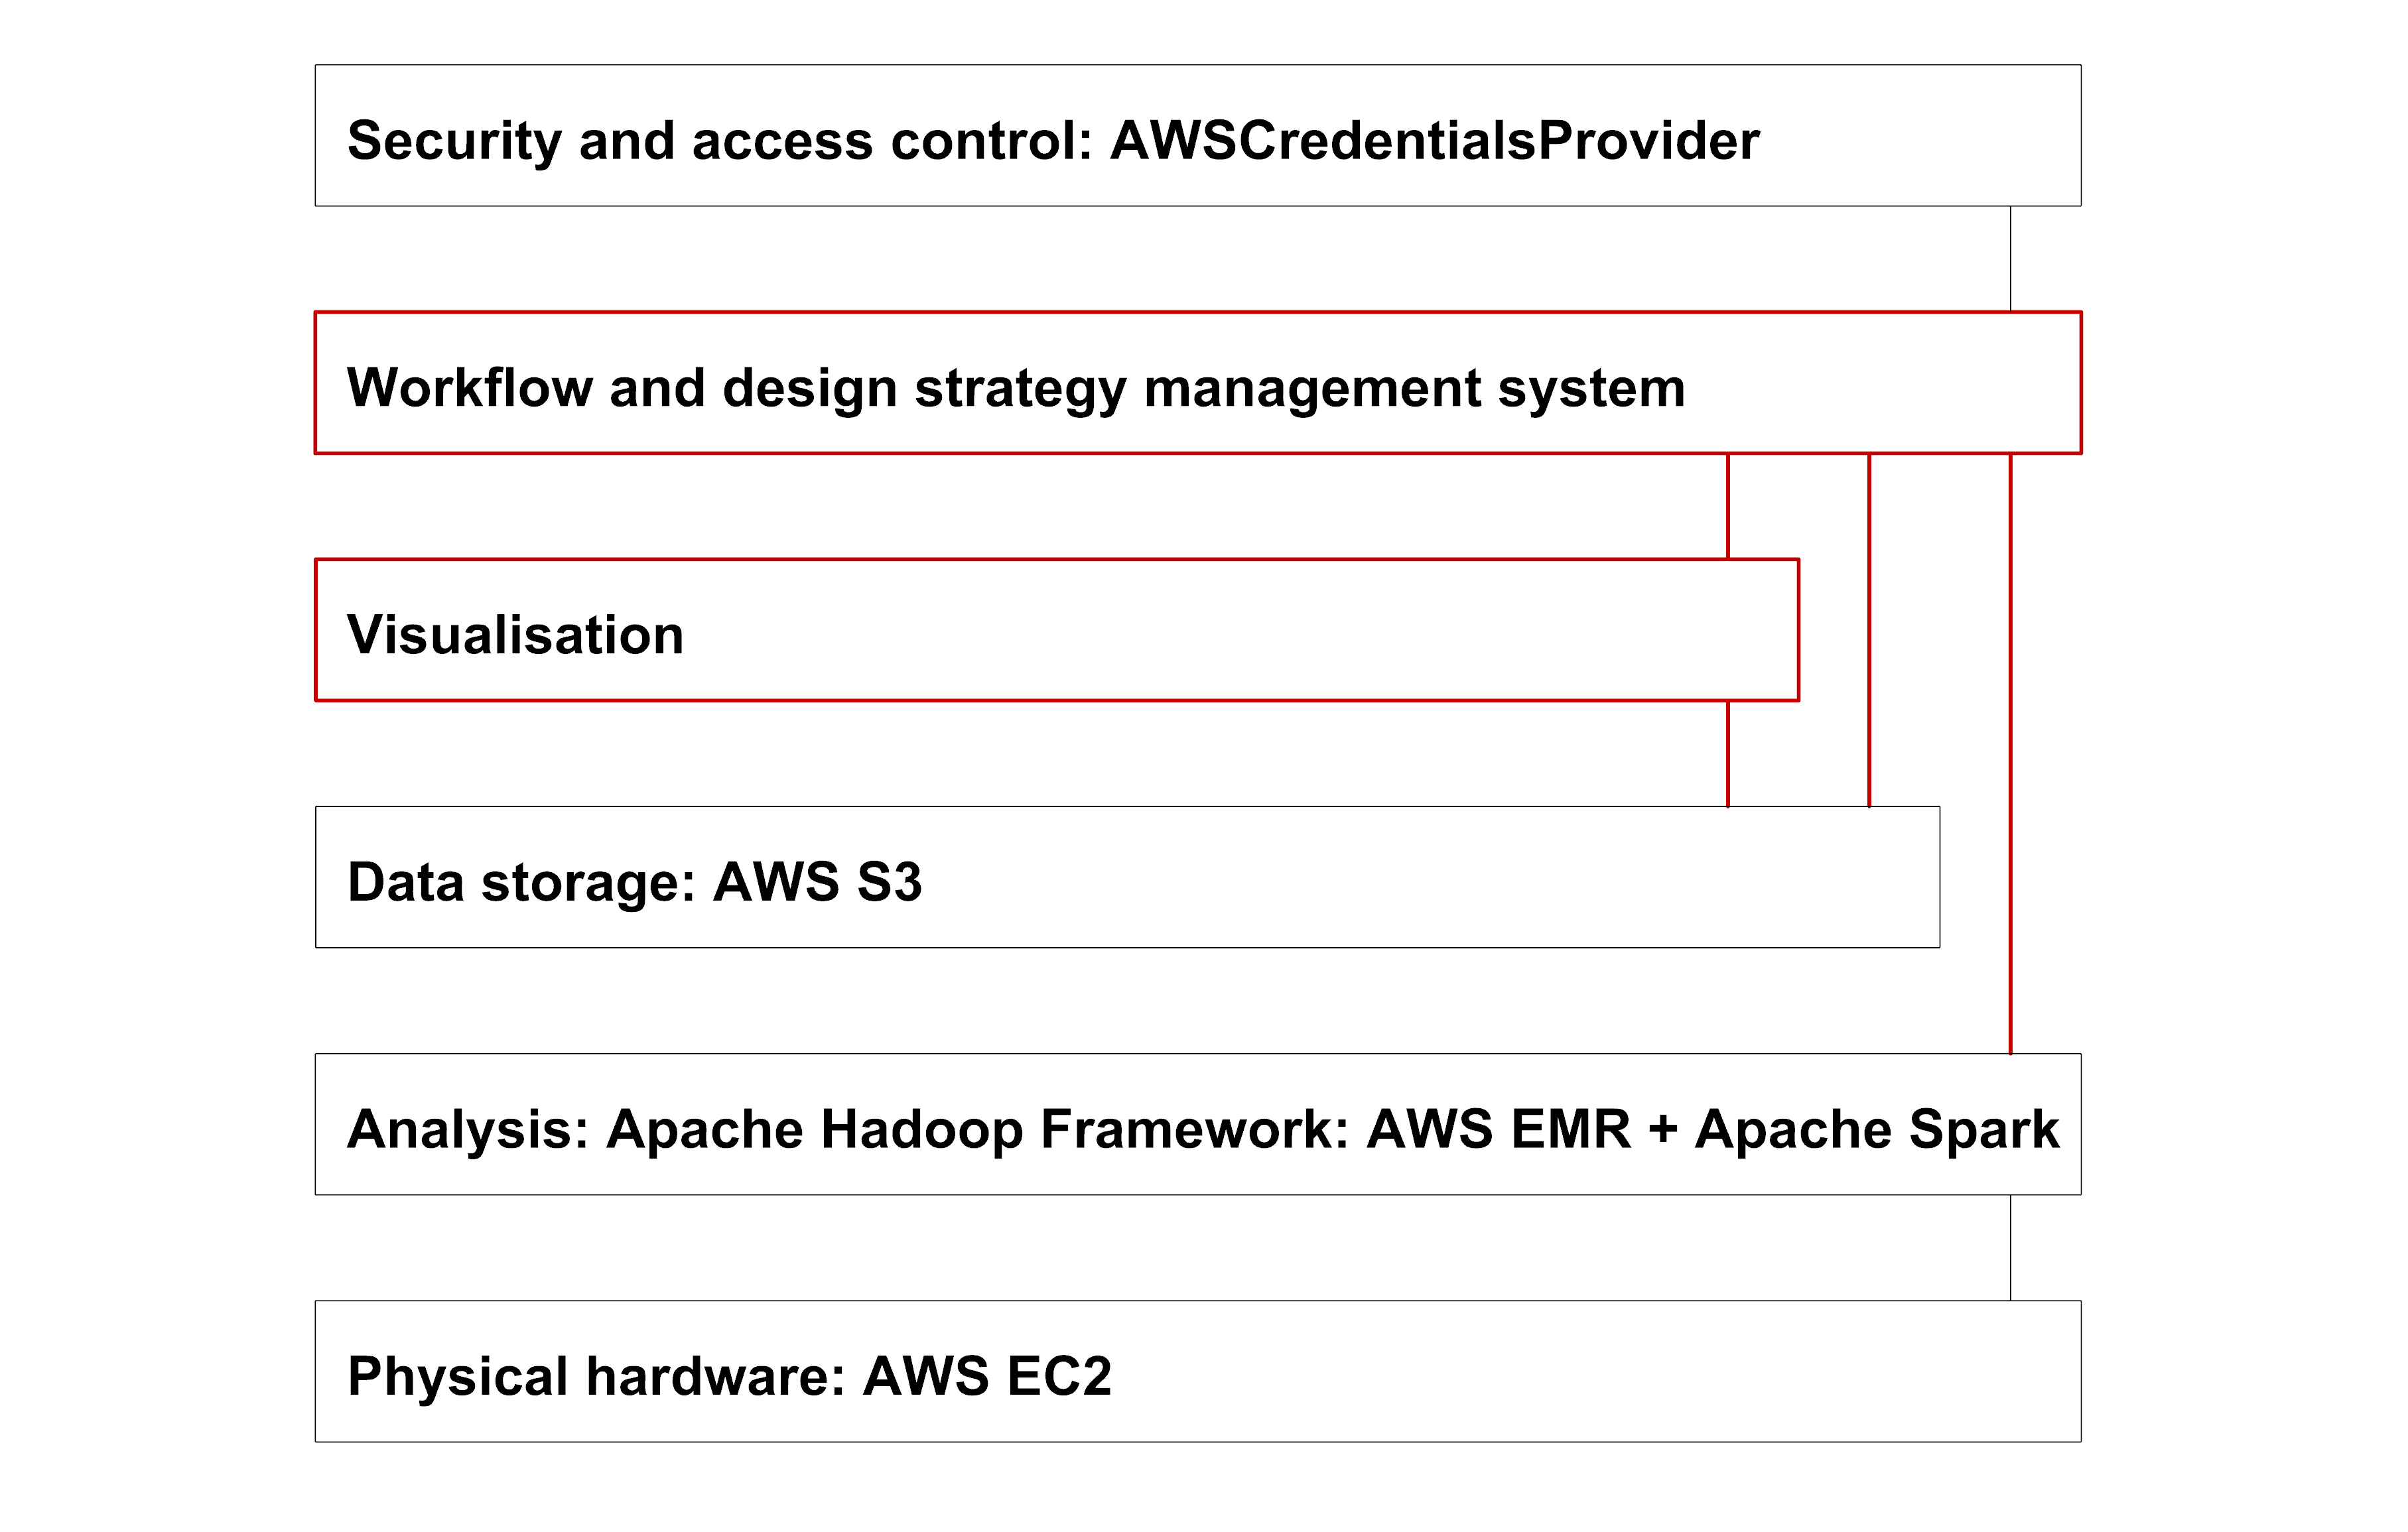 Security and access control: AWSCredentialsProvider
Workflow and design strategy management system
Visualisation
Data storage: AWS S3
Analysis: Apache Hadoop Framework: AWS EMR + Apache Spark
Physical hardware: AWS EC2